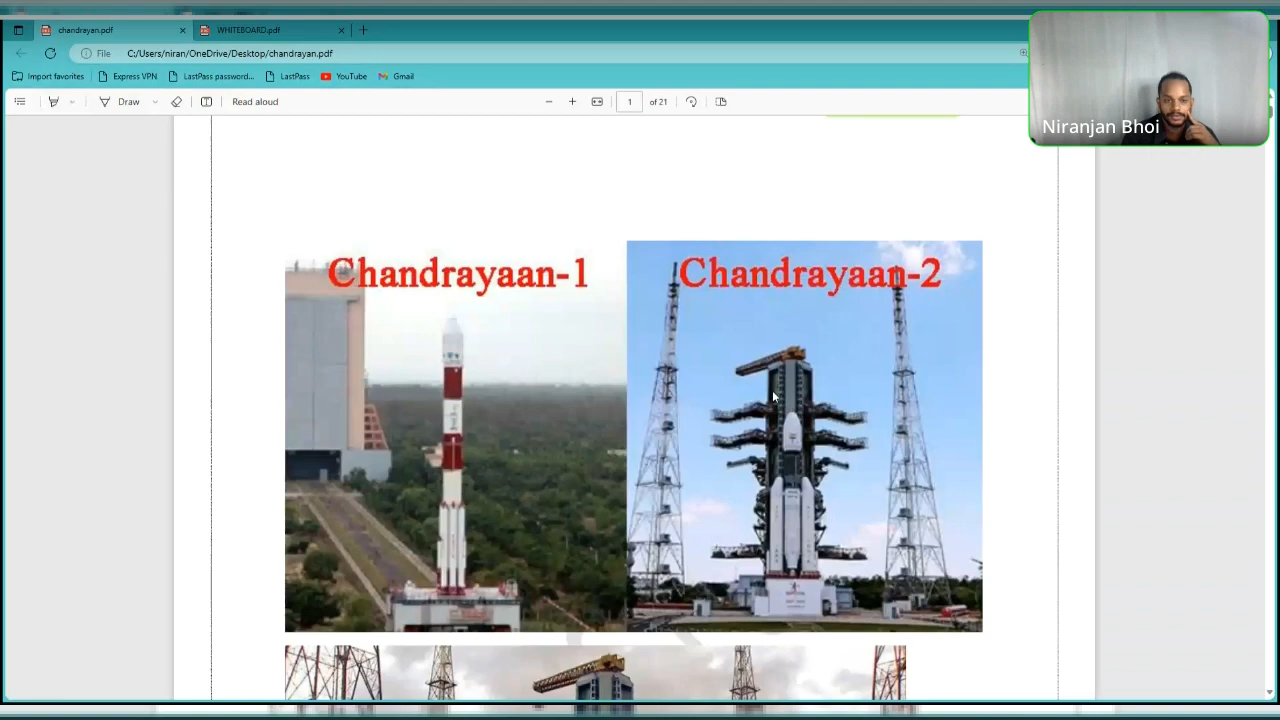 chandrayan.pdf
WHITEBOARD.pdf
File
C:/Users/niran/OneDrive/Desktop/chandrayan.pdf
Import favorites
Express VPN
LastPass password...
LastPass
YouTube
Gmail
Draw
Read aloud
1
of 21
Niranjan Bhoi
Chandrayaan-1
Chandrayaan-2